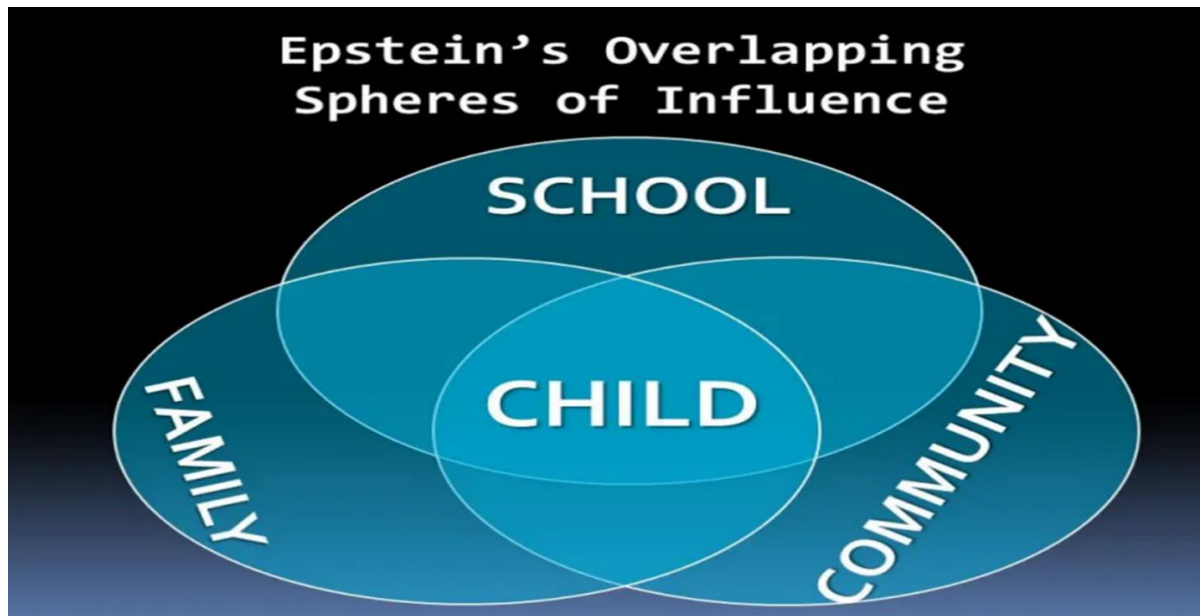 Epstein’s Overlapping
Spheres of Influence
SCHOOL
CHILD
FAMILY
COMMUNITY